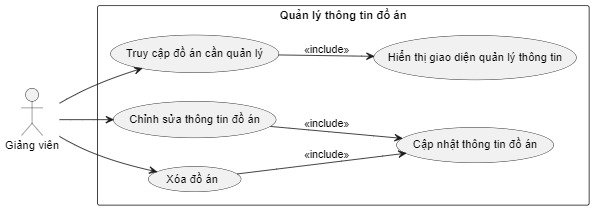 Quản lý thông tin đồ án
Truy cập đồ án cần quản lý
«include»
Hiển thị giao diện quản lý thông tin
Chỉnh sửa thông tin đồ án
«include»
Cập nhật thông tin đồ án
Giảng viên
«include»
Xóa đồ án